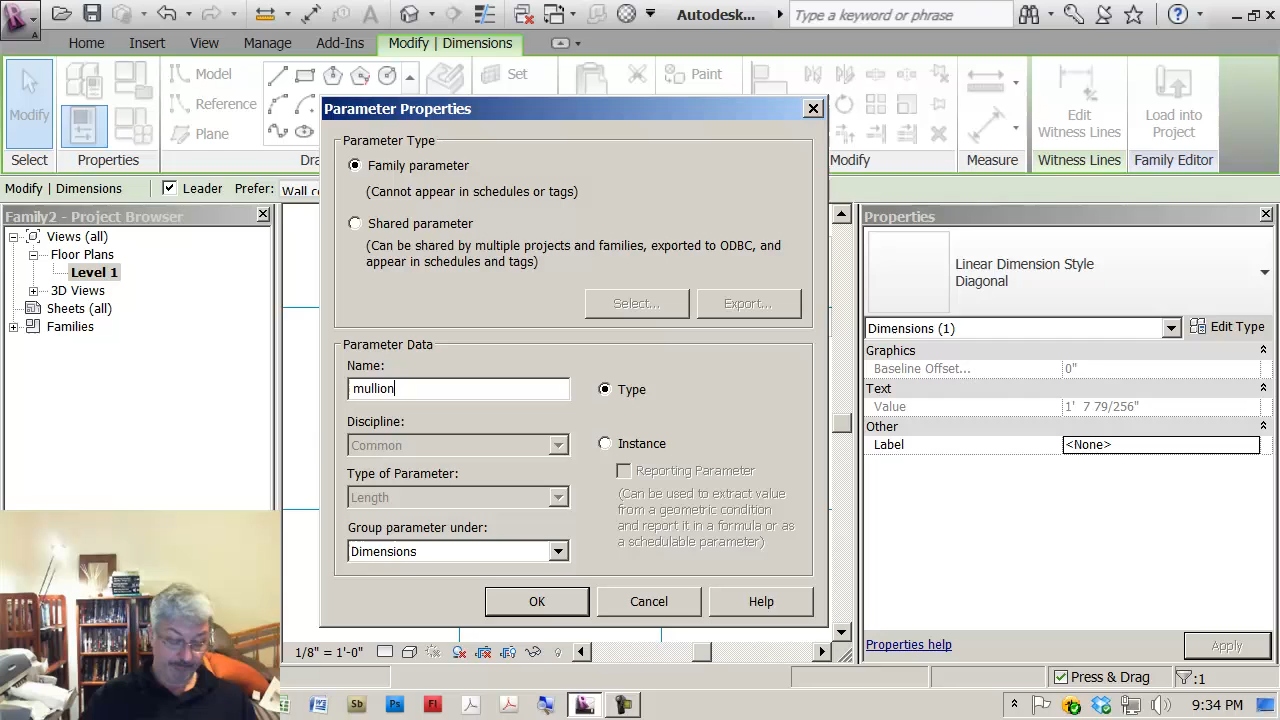 Autodesk...
Type a keyword or phrase
Home
Insert
View
Manage
Add-Ins
Modify | Dimensions
Modify
Model
Reference
Plane
Set
Paint
Edit
Witness Lines
Load into
Project
Select
Properties
Dra
Modify
Measure
Witness Lines
Family Editor
Modify | Dimensions
Leader
Prefer:
Wall c
Family2 - Project Browser
Views (all)
Floor Plans
Level 1
3D Views
Sheets (all)
Families
Parameter Properties
Parameter Type
Family parameter
(Cannot appear in schedules or tags)
Shared parameter
(Can be shared by multiple projects and families, exported to ODBC, and
appear in schedules and tags)
Select...
Export...
Parameter Data
Name:
mullion
Type
Discipline:
Common
Instance
Type of Parameter:
Reporting Parameter
Length
(Can be used to extract value
from a geometric condition
and report it in a formula or as
a schedulable parameter)
Group parameter under:
Dimensions
OK
Cancel
Help
Properties
Linear Dimension Style
Diagonal
Dimensions (1)
Edit Type
Graphics
Baseline Offset...
0"
Text
Value
1' 7 79/256"
Other
Label
<None>
Properties help
Apply
1/8" = 1'-0"
Press & Drag
:1
Sb
Ps
Fl
9:34 PM